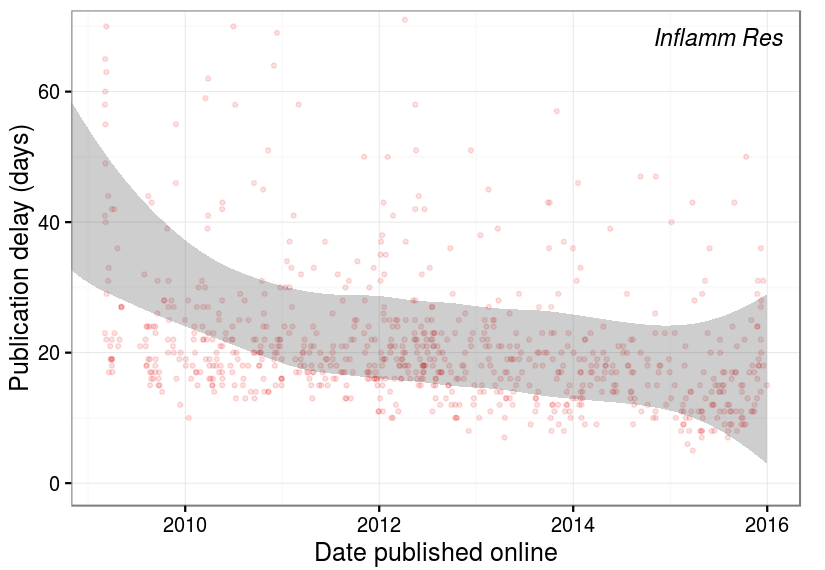 Inflamm Res
Publication delay (days)
60
40
20
0
2010 2012 2014 2016
Date published online